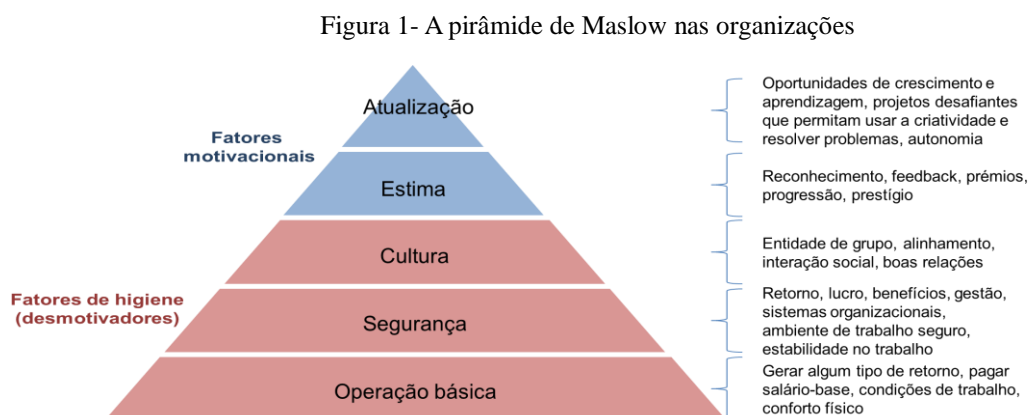 Figura 1- A pirâmide de Maslow nas organizações
Atualização
Oportunidades de crescimento e
aprendizagem, projetos desafiantes
que permitam usar a criatividade e
resolver problemas, autonomia
Fatores
motivacionais
Estima
Reconhecimento, feedback, prémios,
progressão, prestígio
Cultura
Entidade de grupo, alinhamento,
interação social, boas relações
Fatores de higiene
(desmotivadores)
Segurança
Retorno, lucro, benefícios, gestão,
sistemas organizacionais,
ambiente de trabalho seguro,
estabilidade no trabalho
Operação básica
Gerar algum tipo de retorno, pagar
salário-base, condições de trabalho,
conforto físico